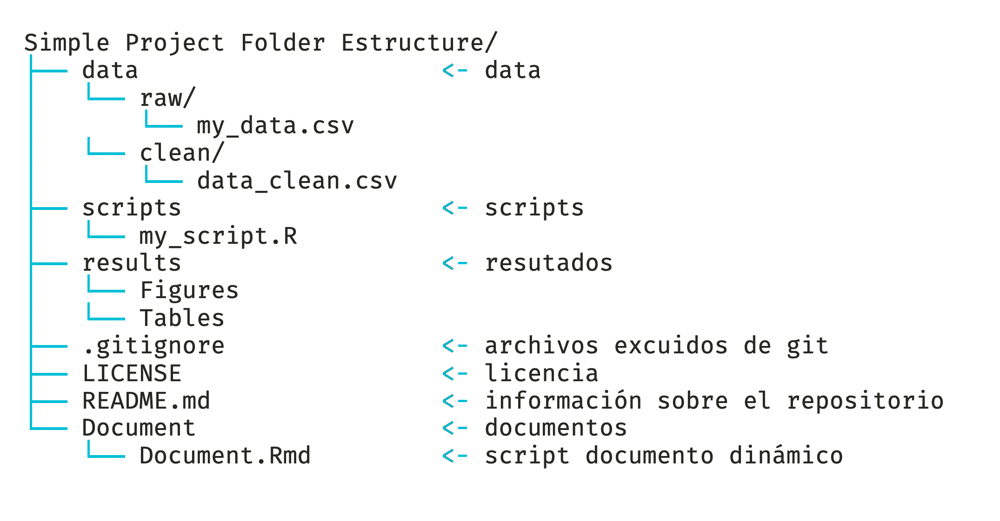 Simple Project Folder Estructure/
├── data <- data
└── raw/
└── my_data.csv
└── clean/
└── data_clean.csv
├── scripts <- scripts
└── my_script.R
├── results <- resutados
└── Figures
└── Tables
├── .gitignore <- archivos excuidos de git
├── LICENSE <- licencia
├── README.md <- información sobre el repositorio
└── Document <- documentos
└── Document.Rmd <- script documento dinámico